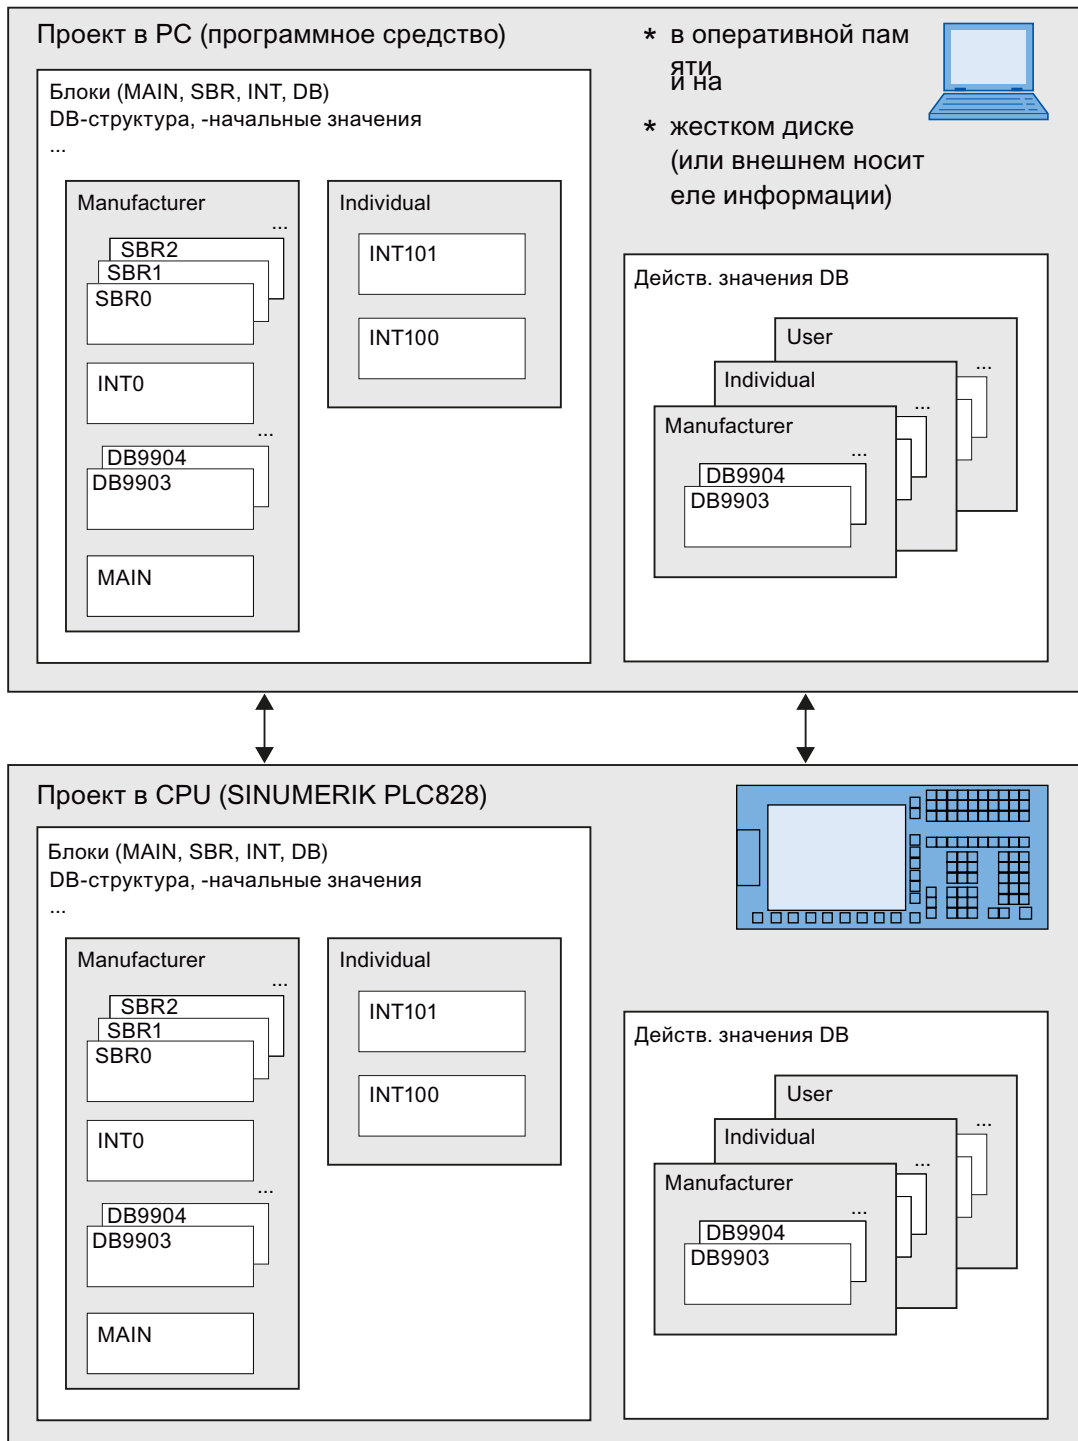 Проект в PC (программное средство)
* в оперативной пам
яти
и на
* жестком диске
(или внешнем носит
еле информации)
Блоки (MAIN, SBR, INT, DB)
DB-структура, -начальные значения
...
Manufacturer
...
SBR2
SBR1
SBR0
INT0
...
DB9904
DB9903
MAIN
Individual
INT101
INT100
Действ. значения DB
User
...
Individual
...
Manufacturer
...
DB9904
DB9903
Проект в CPU (SINUMERIK PLC828)
Блоки (MAIN, SBR, INT, DB)
DB-структура, -начальные значения
...
Manufacturer
...
SBR2
SBR1
SBR0
INT0
...
DB9904
DB9903
MAIN
Individual
INT101
INT100
Действ. значения DB
User
...
Individual
...
Manufacturer
...
DB9904
DB9903